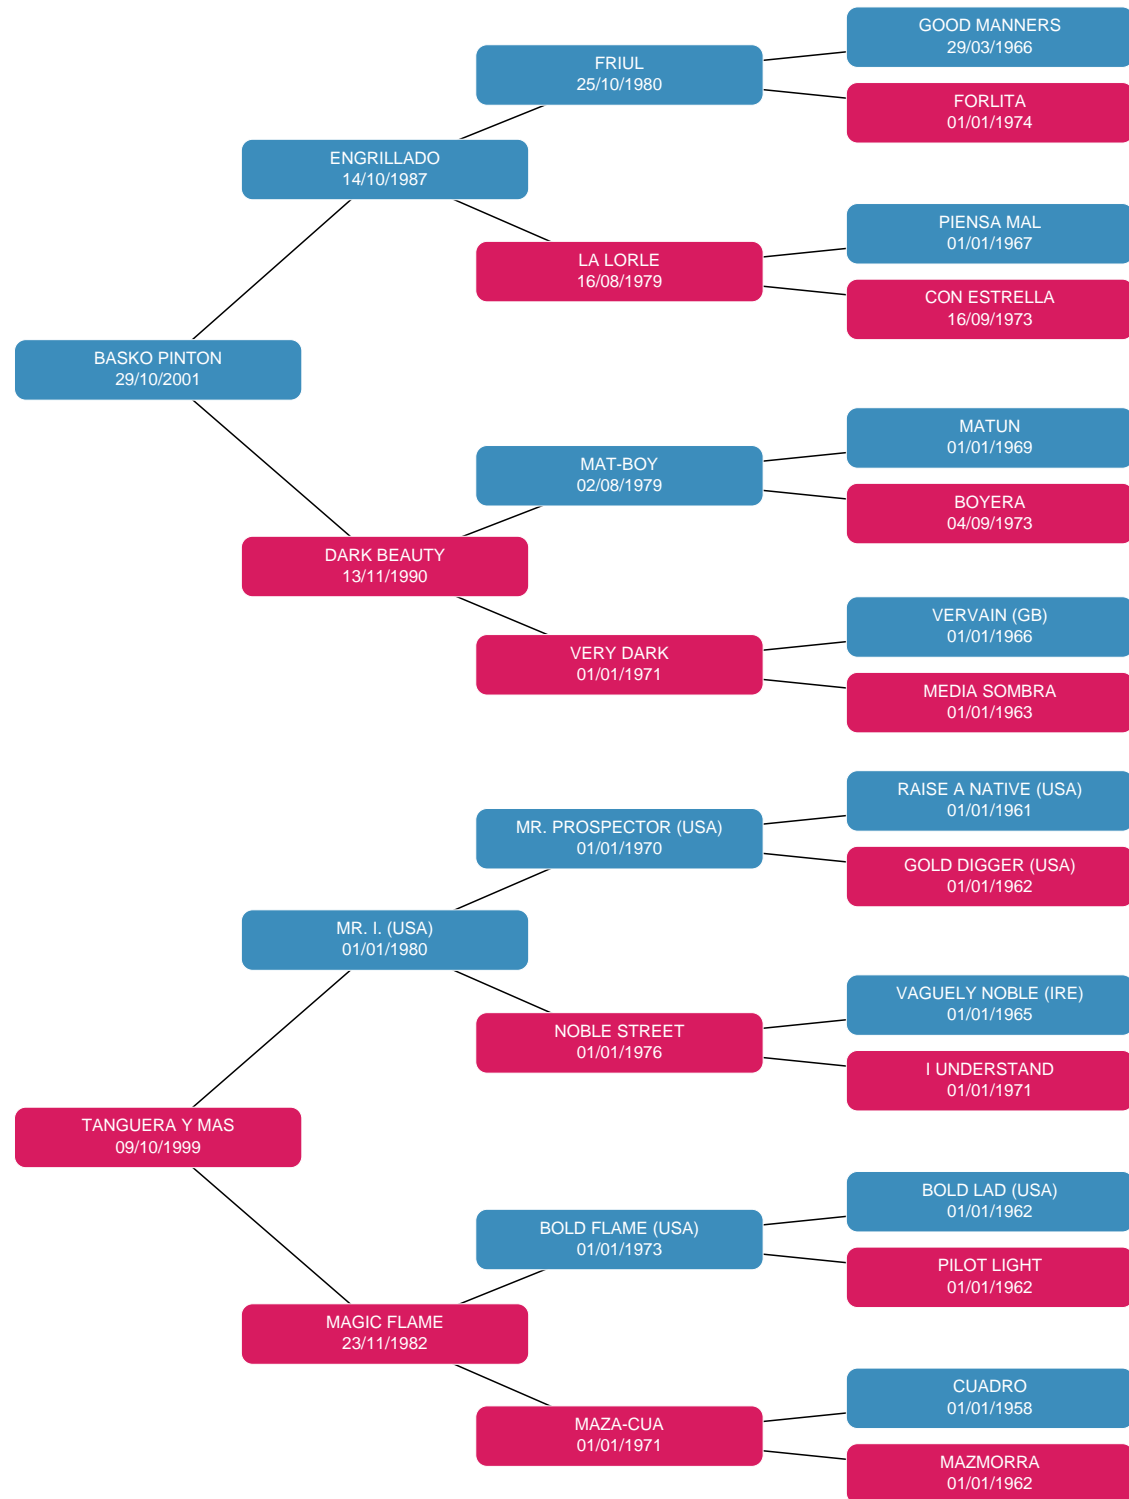 GOOD MANNERS
29/03/1966
FRIUL
25/10/1980
FORLITA
01/01/1974
ENGRILLADO
14/10/1987
PIENSA MAL
01/01/1967
LA LORLE
16/08/1979
CON ESTRELLA
16/09/1973
BASKO PINTON
29/10/2001
MATUN
01/01/1969
MAT-BOY
02/08/1979
BOYERA
04/09/1973
DARK BEAUTY
13/11/1990
VERVAIN (GB)
01/01/1966
VERY DARK
01/01/1971
MEDIA SOMBRA
01/01/1963
RAISE A NATIVE (USA)
01/01/1961
MR. PROSPECTOR (USA)
01/01/1970
GOLD DIGGER (USA)
01/01/1962
MR. I. (USA)
01/01/1980
VAGUELY NOBLE (IRE)
01/01/1965
NOBLE STREET
01/01/1976
I UNDERSTAND
01/01/1971
TANGUERA Y MAS
09/10/1999
BOLD LAD (USA)
01/01/1962
BOLD FLAME (USA)
01/01/1973
PILOT LIGHT
01/01/1962
MAGIC FLAME
23/11/1982
CUADRO
01/01/1958
MAZA-CUA
01/01/1971
MAZMORRA
01/01/1962